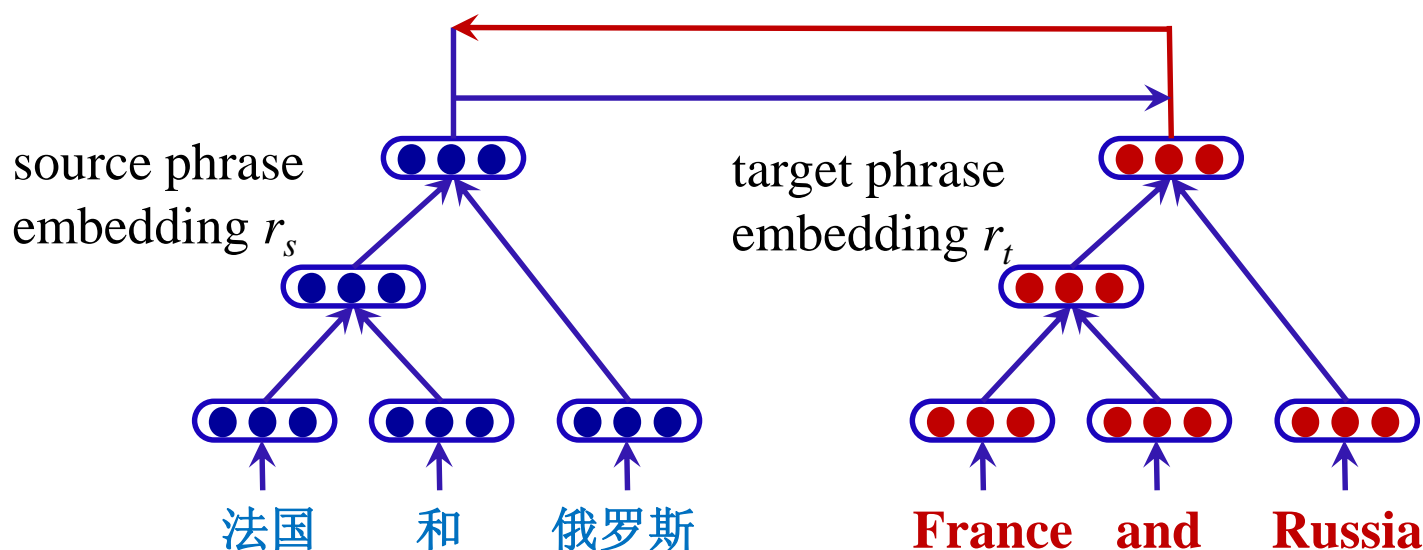 source phrase
embedding r_s
target phrase
embedding r_t
法国 和 俄罗斯
France and Russia